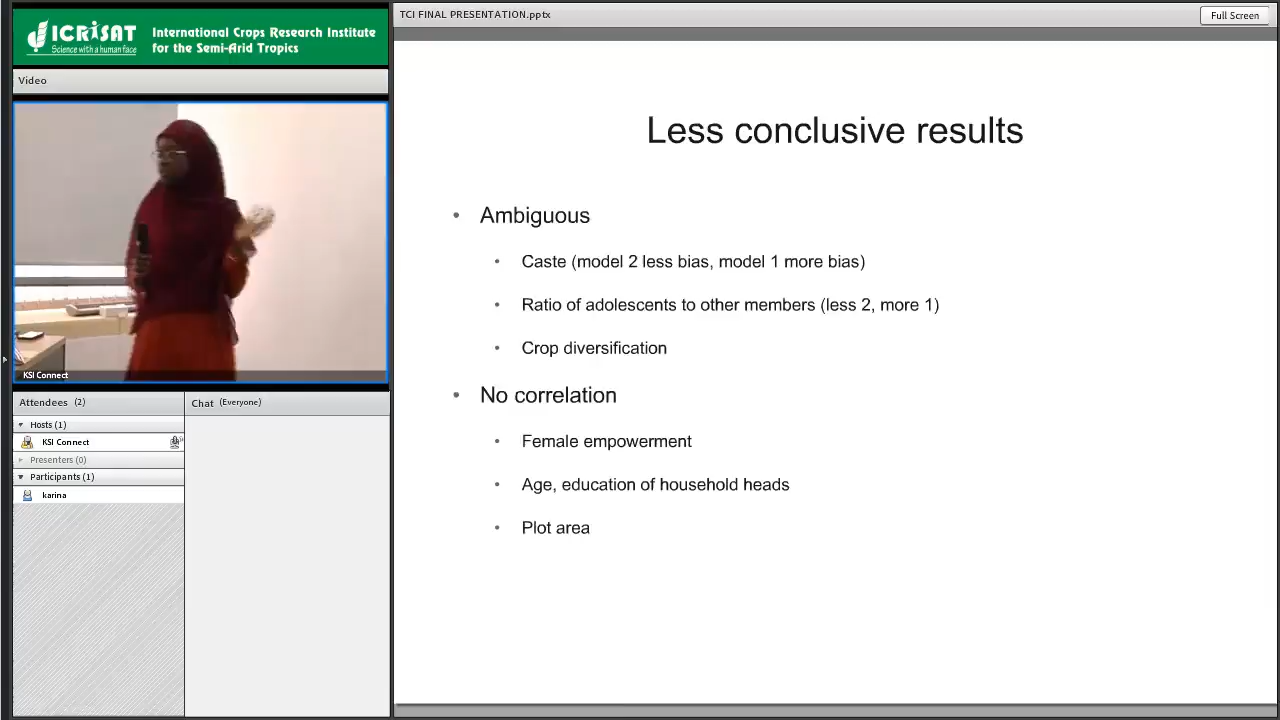 ICRISAT
Science with a human face
International Crops Research Institute
for the Semi-Arid Tropics
Video
KSI Connect
Attendees (2)
Hosts (1)
KSI Connect
Presenters (0)
Participants (1)
karina
Chat (Everyone)
TCI FINAL PRESENTATION.pptx
Full Screen
Less conclusive results
• Ambiguous
• Caste (model 2 less bias, model 1 more bias)
• Ratio of adolescents to other members (less 2, more 1)
• Crop diversification
• No correlation
• Female empowerment
• Age, education of household heads
• Plot area